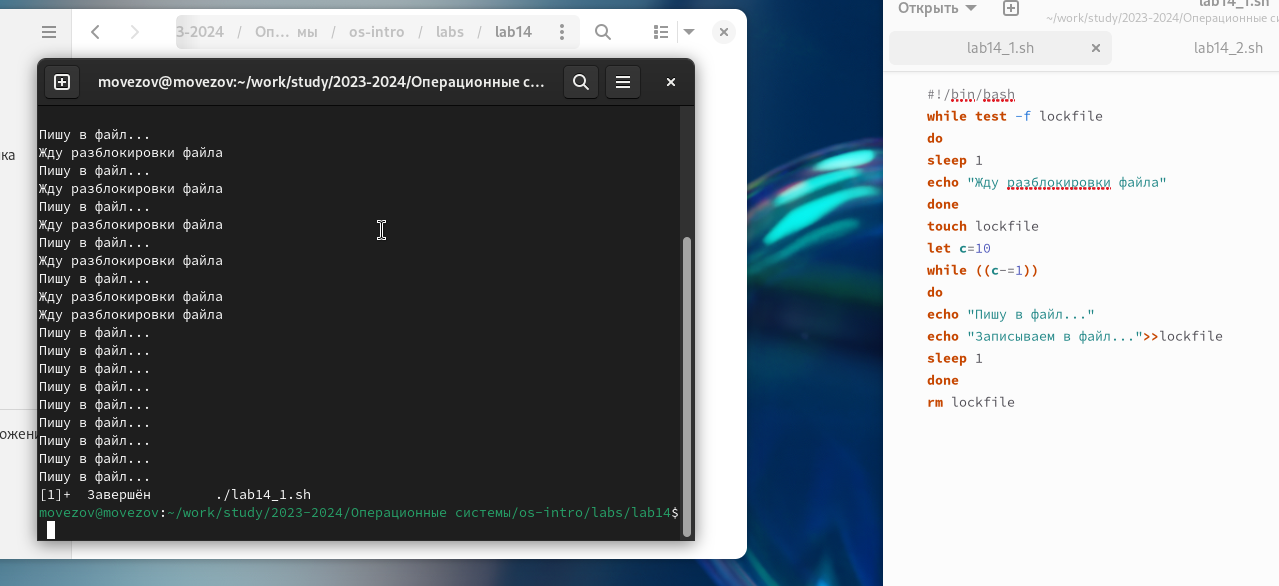 3-2024 / Оп… мы / os-intro / labs / lab14
movezov@movezov:~/work/study/2023-2024/Операционные с…
Пишу в файл...
Жду разблокировки файла
Пишу в файл...
Жду разблокировки файла
Пишу в файл...
Жду разблокировки файла
Пишу в файл...
Жду разблокировки файла
Пишу в файл...
Жду разблокировки файла
Жду разблокировки файла
Пишу в файл...
Пишу в файл...
Пишу в файл...
Пишу в файл...
Пишу в файл...
Пишу в файл...
Пишу в файл...
Пишу в файл...
Пишу в файл...
[1]+  Завершён        ./lab14_1.sh
movezov@movezov:~/work/study/2023-2024/Операционные системы/os-intro/labs/lab14$
ка
ожени
Открыть
lab14_1.sh
~/work/study/2023-2024/Операционные си
lab14_1.sh
lab14_2.sh
#!/bin/bash
while test -f lockfile
do
sleep 1
echo "Жду разблокировки файла"
done
touch lockfile
let c=10
while ((c-=1))
do
echo "Пишу в файл..."
echo "Записываем в файл...">>lockfile
sleep 1
done
rm lockfile